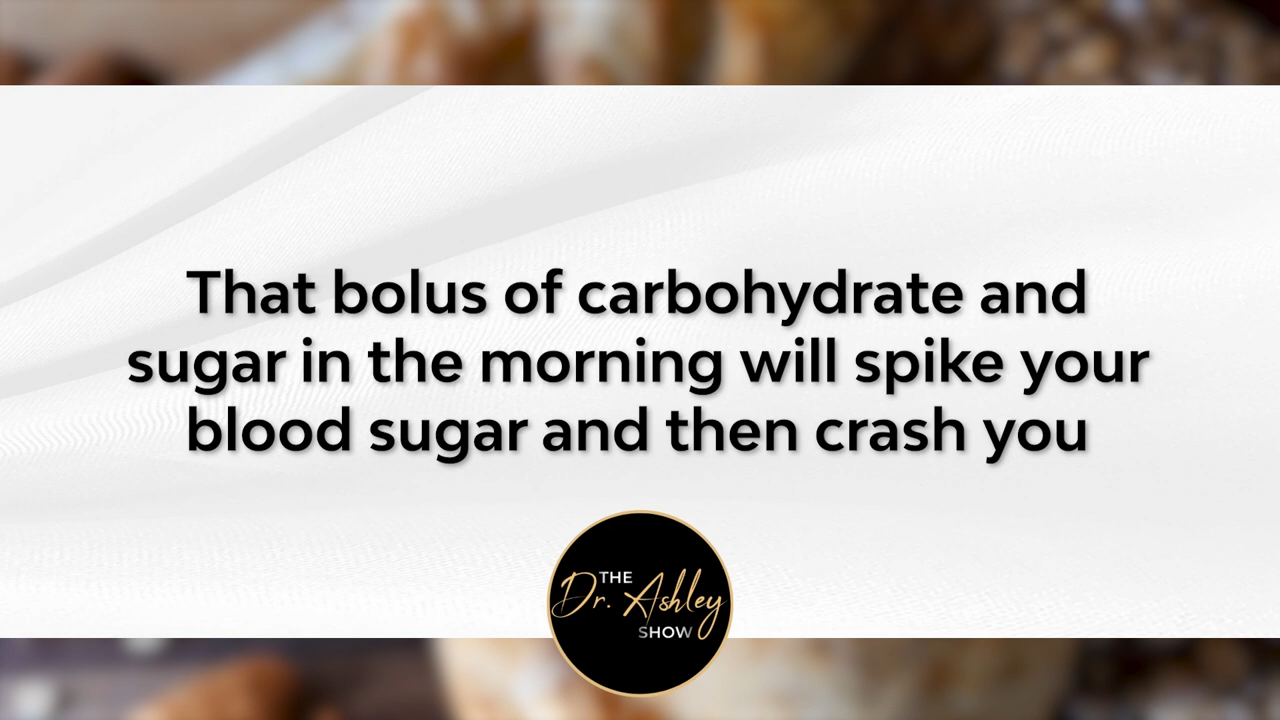 That bolus of carbohydrate and
sugar in the morning will spike your
blood sugar and then crash you
THE
Dr. Ashley
SHOW